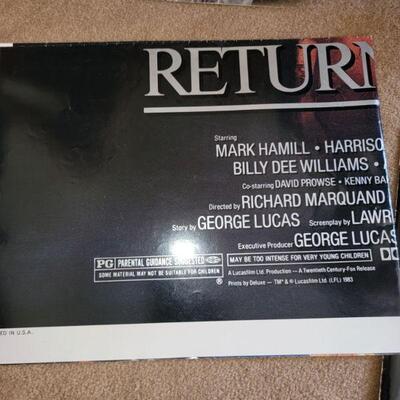 RETURN
Starring
MARK HAMILL • HARRISO
BILLY DEE WILLIAMS •
Co-starring DAVID PROWSE • KENNY BA
Directed by RICHARD MARQUAND
Story by GEORGE LUCAS Screenplay by LAWR
Executive Producer GEORGE LUCAS
PG PARENTAL GUIDANCE SUGGESTED
SOME MATERIAL MAY NOT BE SUITABLE FOR CHILDREN
®
MAY BE TOO INTENSE FOR VERY YOUNG CHILDREN
A Lucasfilm Ltd. Production — A Twentieth Century-Fox Release
Prints by Deluxe — TM* & © Lucasfilm Ltd. (LFL) 1983
ED IN U.S.A.